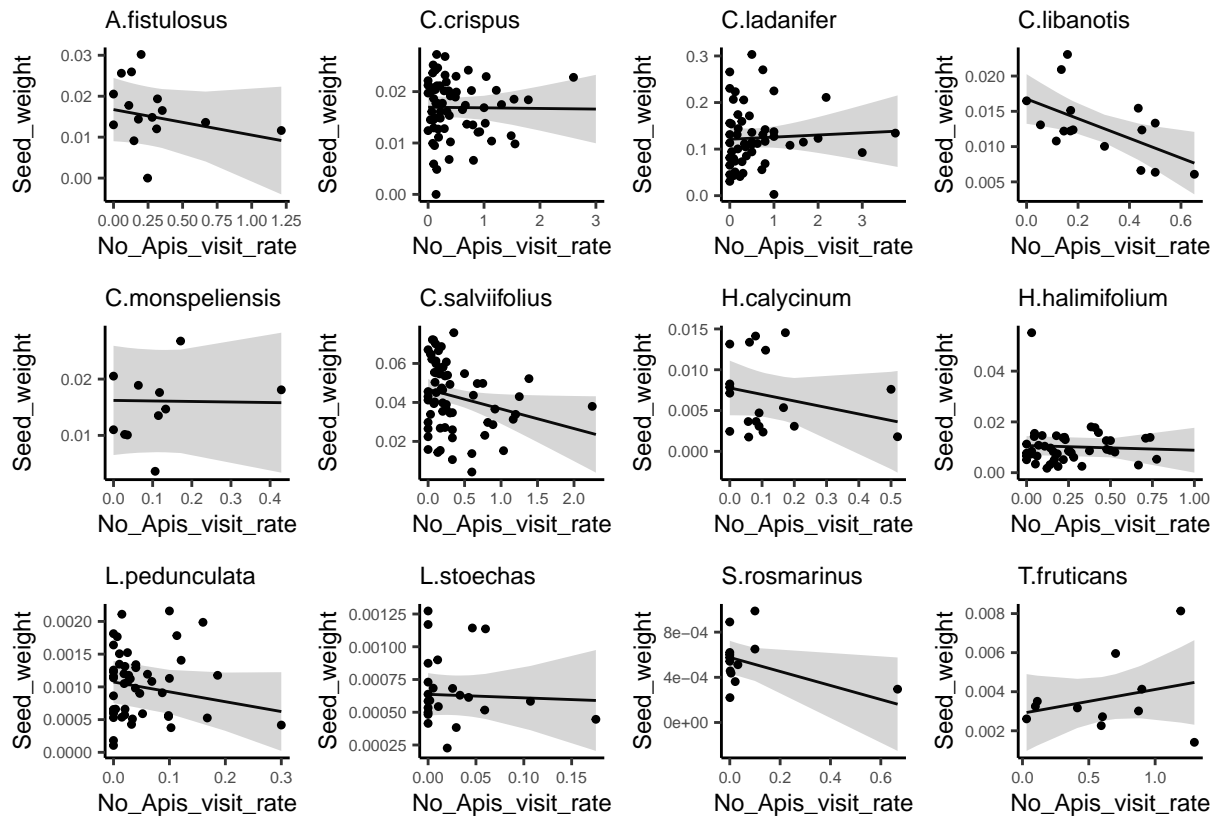 A.fistulosus
C.crispus
C.ladanifer
C.libanotis
Seed_weight
0.03
0.02
0.01
0.00
0.00 0.25 0.50 0.75 1.00 1.25
No_Apis_visit_rate
Seed_weight
0.02
0.01
0.00
0 1 2 3
No_Apis_visit_rate
Seed_weight
0.3
0.2
0.1
0.0
0 1 2 3
No_Apis_visit_rate
Seed_weight
0.020
0.015
0.010
0.005
0.0 0.2 0.4 0.6
No_Apis_visit_rate
C.monspeliensis
C.salviifolius
H.calycinum
H.halimifolium
Seed_weight
0.02
0.01
0.0 0.1 0.2 0.3 0.4
No_Apis_visit_rate
Seed_weight
0.06
0.04
0.02
0.0 0.5 1.0 1.5 2.0
No_Apis_visit_rate
Seed_weight
0.015
0.010
0.005
0.000
0.0 0.1 0.2 0.3 0.4 0.5
No_Apis_visit_rate
Seed_weight
0.04
0.02
0.00
0.00 0.25 0.50 0.75 1.00
No_Apis_visit_rate
L.pedunculata
L.stoechas
S.rosmarinus
T.fruticans
Seed_weight
0.0020
0.0015
0.0010
0.0005
0.0000
0.0 0.1 0.2 0.3
No_Apis_visit_rate
Seed_weight
0.00125
0.00100
0.00075
0.00050
0.00025
0.00 0.05 0.10 0.15
No_Apis_visit_rate
Seed_weight
8e−04
4e−04
0e+00
0.0 0.2 0.4 0.6
No_Apis_visit_rate
Seed_weight
0.008
0.006
0.004
0.002
0.0 0.5 1.0
No_Apis_visit_rate